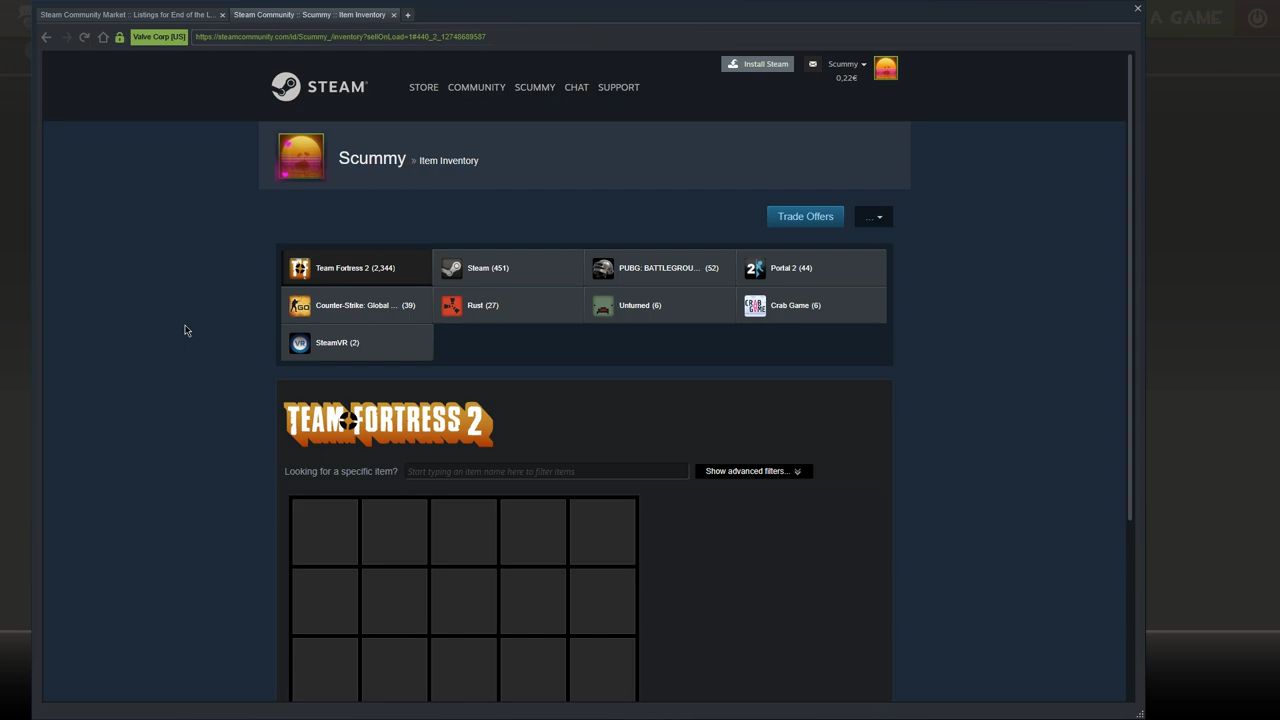 Steam Community Market :: Listings for End of the L...
Steam Community :: Scummy :: Item Inventory
Valve Corp [US]
https://steamcommunity.com/id/Scummy_/inventory?sellOnLoad=1#440_2_12748689587
A GAME
Install Steam
Scummy
0,22€
STEAM®
STORE COMMUNITY SCUMMY CHAT SUPPORT
Scummy » Item Inventory
Trade Offers
...
Team Fortress 2 (2,344)
Steam (451)
PUBG: BATTLEGROU... (52)
Portal 2 (44)
Counter-Strike: Global ... (39)
Rust (27)
Unturned (6)
Crab Game (6)
SteamVR (2)
TEAM FORTRESS 2
Looking for a specific item?
Start typing an item name here to filter items
Show advanced filters...